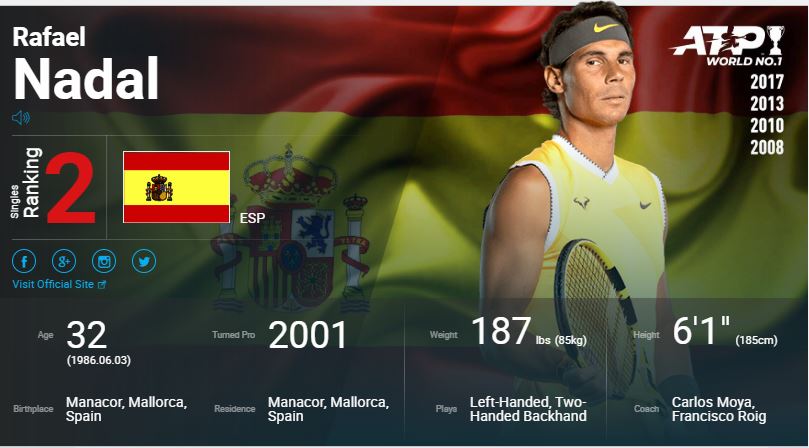 Rafael
Nadal
ATP
WORLD NO.1
2017
2013
2010
2008
Singles
Ranking
2
ESP
f
g+
Visit Official Site
Age
32
(1986.06.03)
Turned Pro
2001
Weight
187 lbs (85kg)
Height
6'1" (185cm)
Birthplace
Manacor, Mallorca,
Spain
Residence
Manacor, Mallorca,
Spain
Plays
Left-Handed, Two-
Handed Backhand
Coach
Carlos Moya,
Francisco Roig